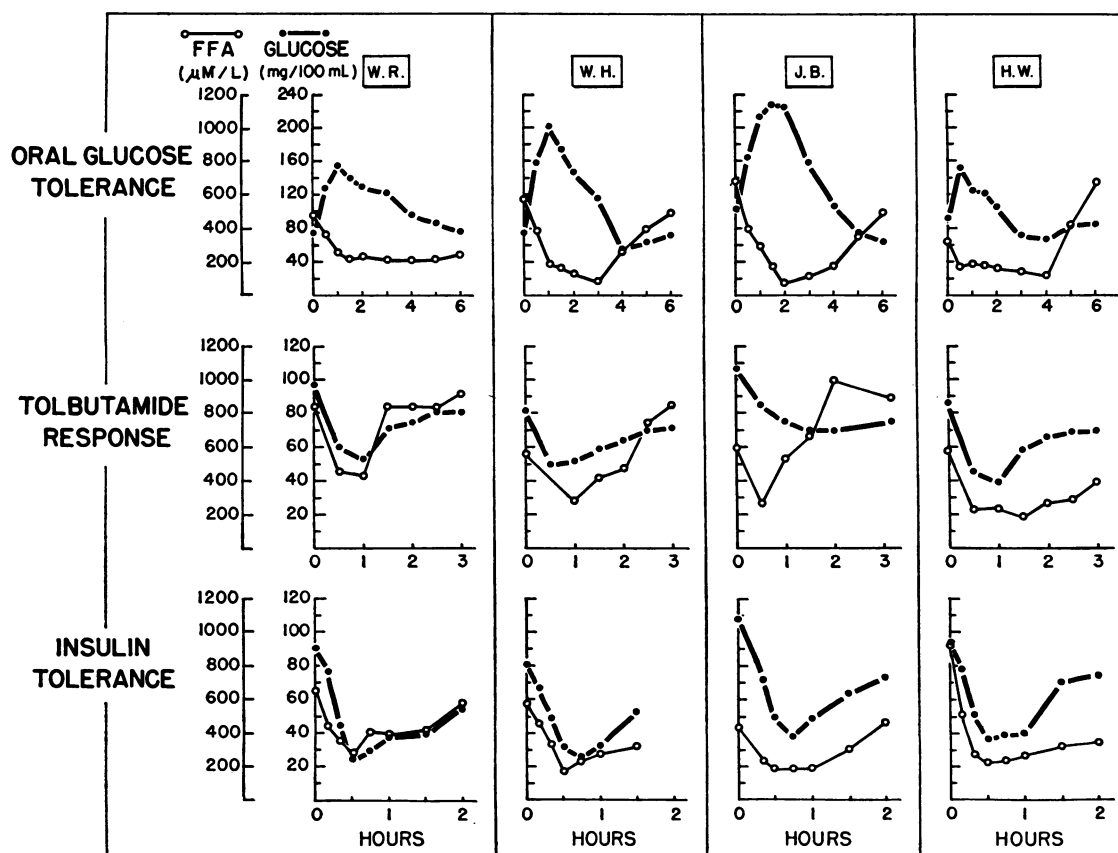 FFA GLUCOSE
(μM/L) (mg/100 mL) W.R. W.H. J.B. H.W.
1200 240
1000 200
ORAL GLUCOSE 800 160
TOLERANCE 600 120
400 80
200 40
0 2 4 6 0 2 4 6 0 2 4 6 0 2 4 6
1200 120
1000 100
TOLBUTAMIDE 800 80
RESPONSE 600 60
400 40
200 20
0 1 2 3 0 1 2 3 0 1 2 3 0 1 2 3
1200 120
1000 100
INSULIN 800 80
TOLERANCE 600 60
400 40
200 20
0 1 2 0 1 2 0 1 2 0 1 2
HOURS HOURS HOURS HOURS